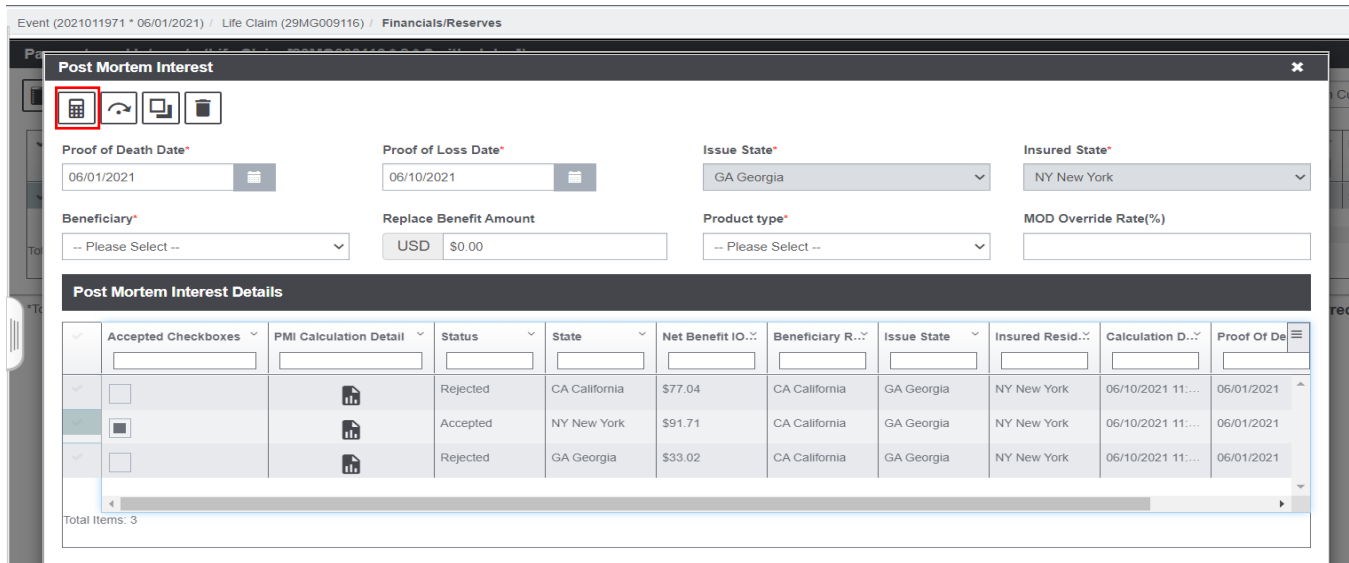 Event (2021011971 * 06/01/2021) / Life Claim (29MG009116) / Financials/Reserves
Pa
Post Mortem Interest
Proof of Death Date* Proof of Loss Date* Issue State* Insured State*
06/01/2021 06/10/2021 GA Georgia NY New York
Beneficiary* Replace Benefit Amount Product type* MOD Override Rate(%)
-- Please Select -- USD $0.00 -- Please Select --
Post Mortem Interest Details
Accepted Checkboxes PMI Calculation Detail Status State Net Benefit IO... Beneficiary R... Issue State Insured Resid... Calculation D... Proof Of De
Rejected CA California $77.04 CA California GA Georgia NY New York 06/10/2021 11:... 06/01/2021
Accepted NY New York $91.71 CA California GA Georgia NY New York 06/10/2021 11:... 06/01/2021
Rejected GA Georgia $33.02 CA California GA Georgia NY New York 06/10/2021 11:... 06/01/2021
Total Items: 3